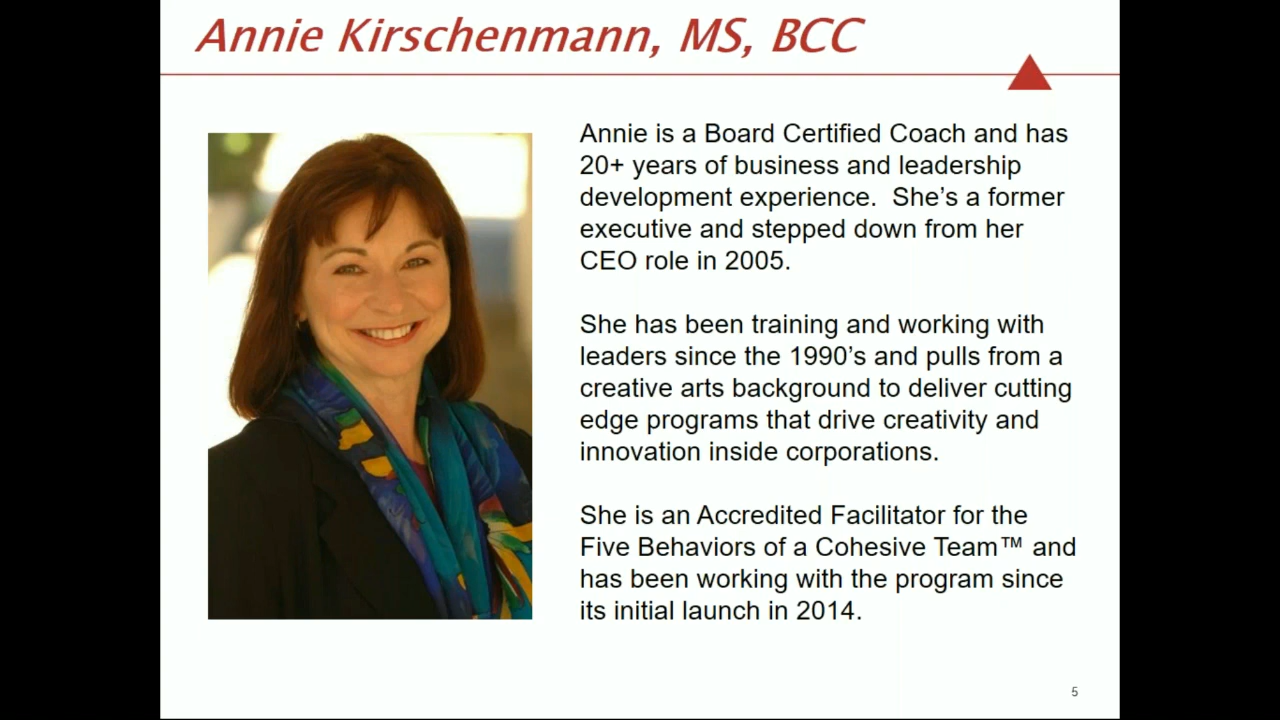 Annie Kirschenmann, MS, BCC
Annie is a Board Certified Coach and has
20+ years of business and leadership
development experience.  She’s a former
executive and stepped down from her
CEO role in 2005.
She has been training and working with
leaders since the 1990’s and pulls from a
creative arts background to deliver cutting
edge programs that drive creativity and
innovation inside corporations.
She is an Accredited Facilitator for the
Five Behaviors of a Cohesive Team™ and
has been working with the program since
its initial launch in 2014.
5